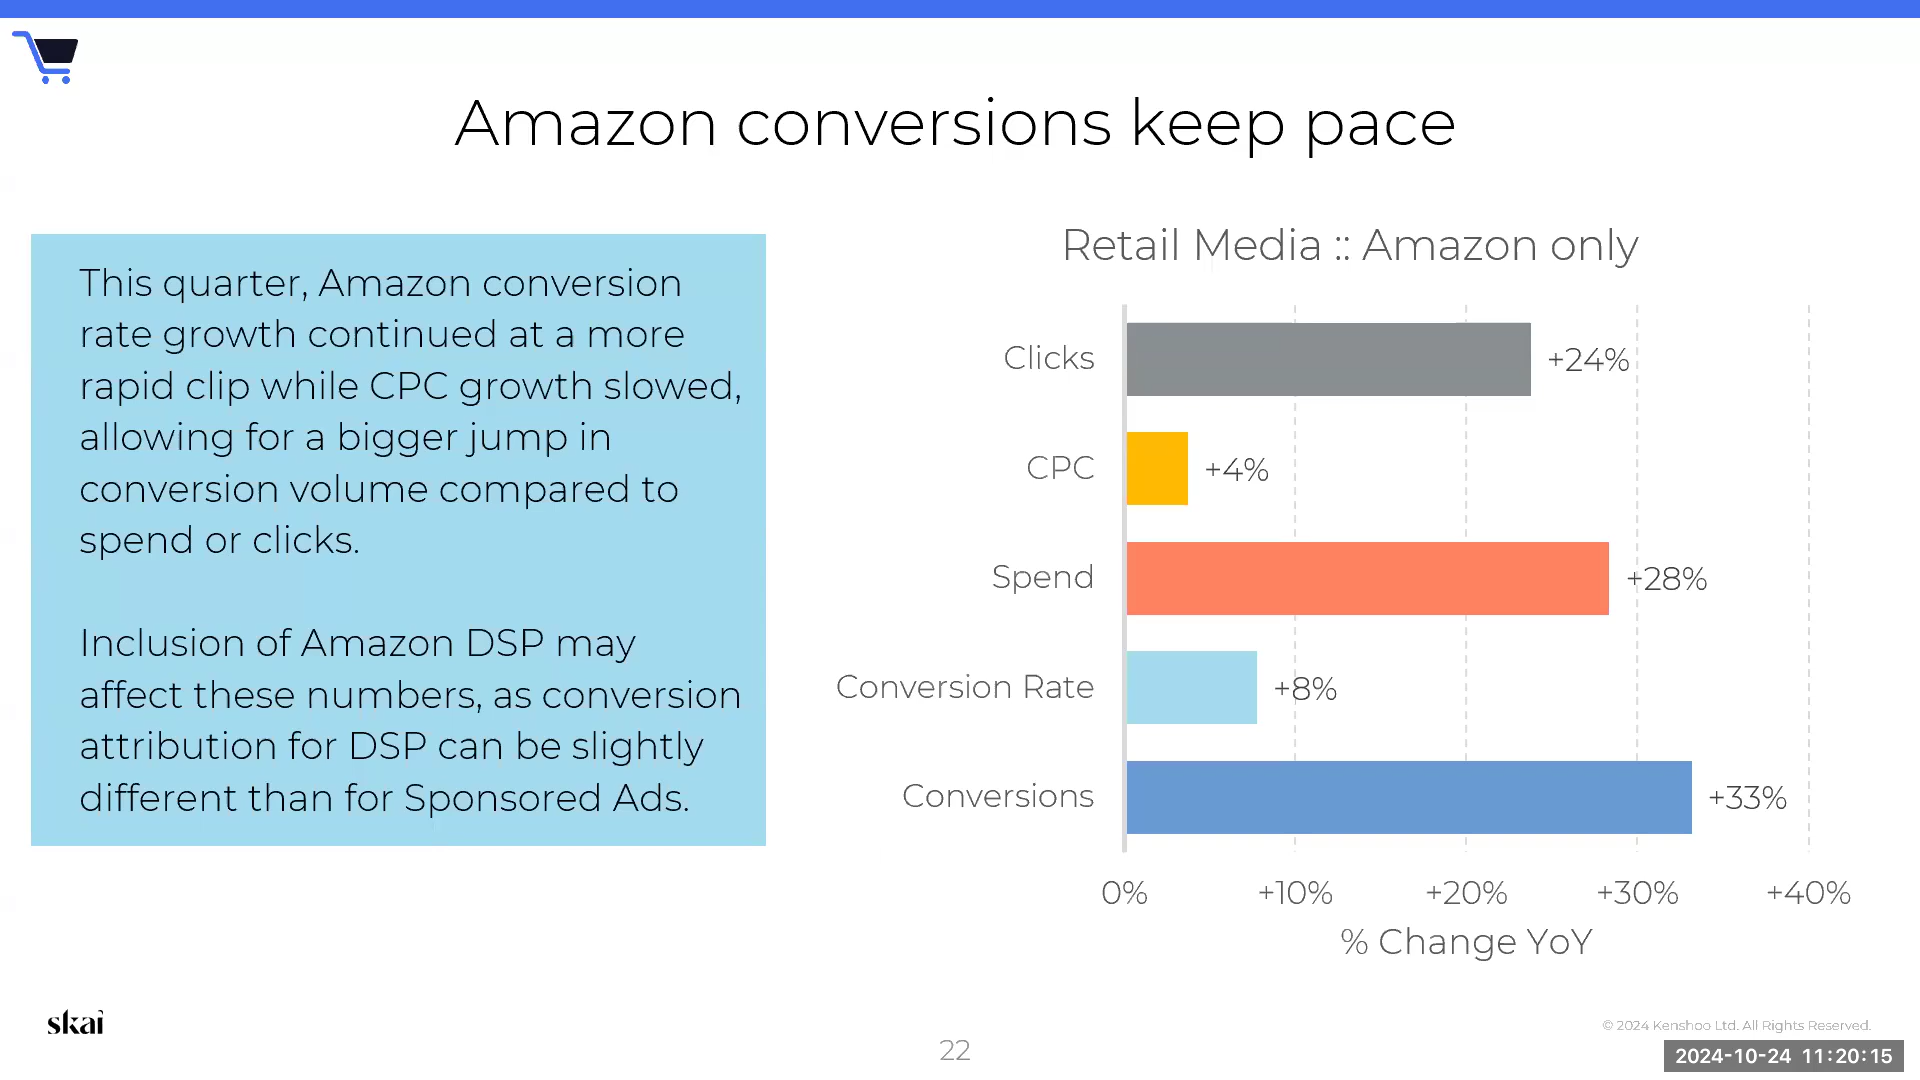 Amazon conversions keep pace
This quarter, Amazon conversion
rate growth continued at a more
rapid clip while CPC growth slowed,
allowing for a bigger jump in
conversion volume compared to
spend or clicks.
Inclusion of Amazon DSP may
affect these numbers, as conversion
attribution for DSP can be slightly
different than for Sponsored Ads.
Retail Media :: Amazon only
Clicks +24%
CPC +4%
Spend +28%
Conversion Rate +8%
Conversions +33%
0% +10% +20% +30% +40%
% Change YoY
skai
22
© 2024 Kenshoo Ltd. All Rights Reserved.
2024-10-24 11:20:15